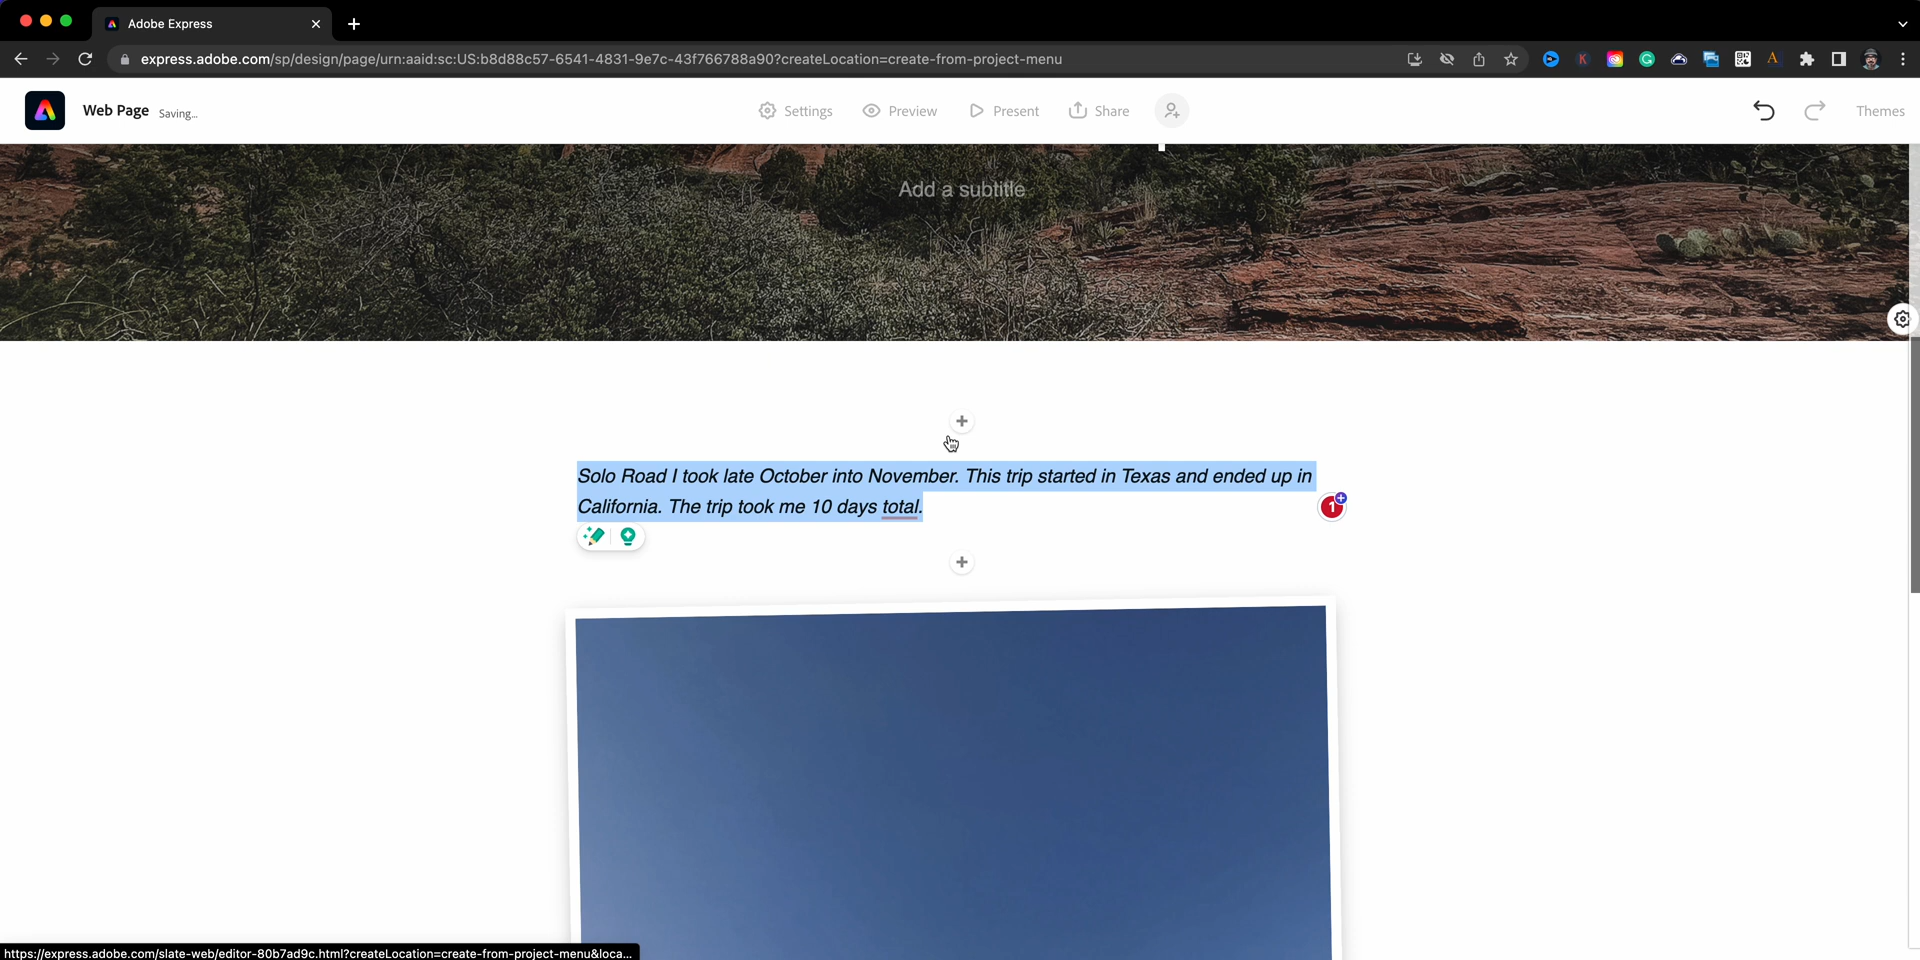 Adobe Express
express.adobe.com/sp/design/page/urn:aaid:sc:US:b8d88c57-6541-4831-9e7c-43f766788a90?createLocation=create-from-project-menu
Web Page Saving...
Settings Preview Present Share Themes
Add a subtitle
Solo Road I took late October into November. This trip started in Texas and ended up in
California. The trip took me 10 days total.
1
https://express.adobe.com/slate-web/editor-80b7ad9c.html?createLocation=create-from-project-menu&loca...